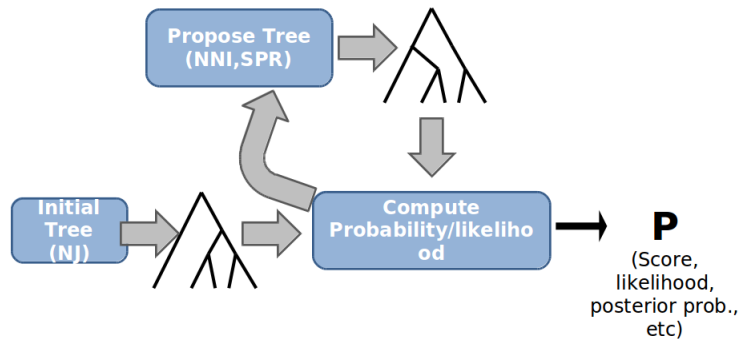 Propose Tree
(NNI,SPR)
Initial
Tree
(NJ)
Compute
Probability/likeliho
od
P
(Score,
likelihood,
posterior prob.,
etc)